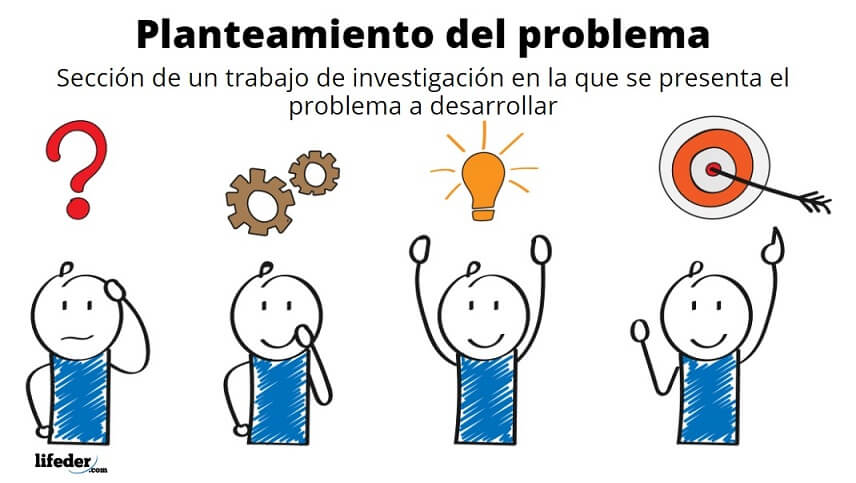 Planteamiento del problema
Sección de un trabajo de investigación en la que se presenta el
problema a desarrollar
lifeder.com